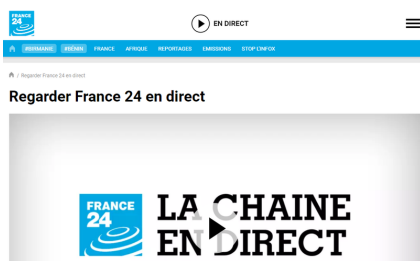 FRANCE
24
EN DIRECT
#BIRMANIE #BÉNIN FRANCE AFRIQUE REPORTAGES EMISSIONS STOP L'INFOX
/ Regarder France 24 en direct
Regarder France 24 en direct
FRANCE
24
LA CHAINE
EN DIRECT